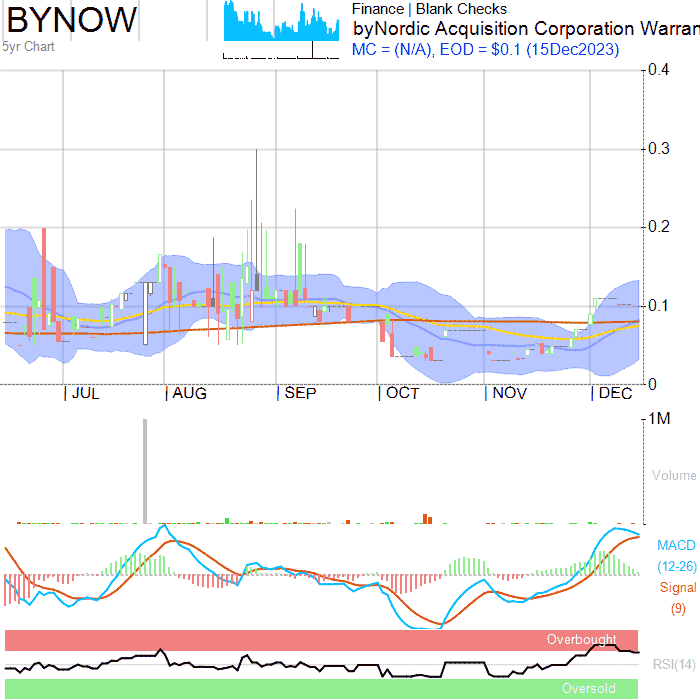 BYNOW
5yr Chart
Finance | Blank Checks
byNordic Acquisition Corporation Warran
MC = (N/A), EOD = $0.1 (15Dec2023)
0.4
0.3
0.2
0.1
0
JUL AUG SEP OCT NOV DEC
1M
Volume
MACD
(12-26)
Signal
(9)
Overbought
RSI(14)
Oversold